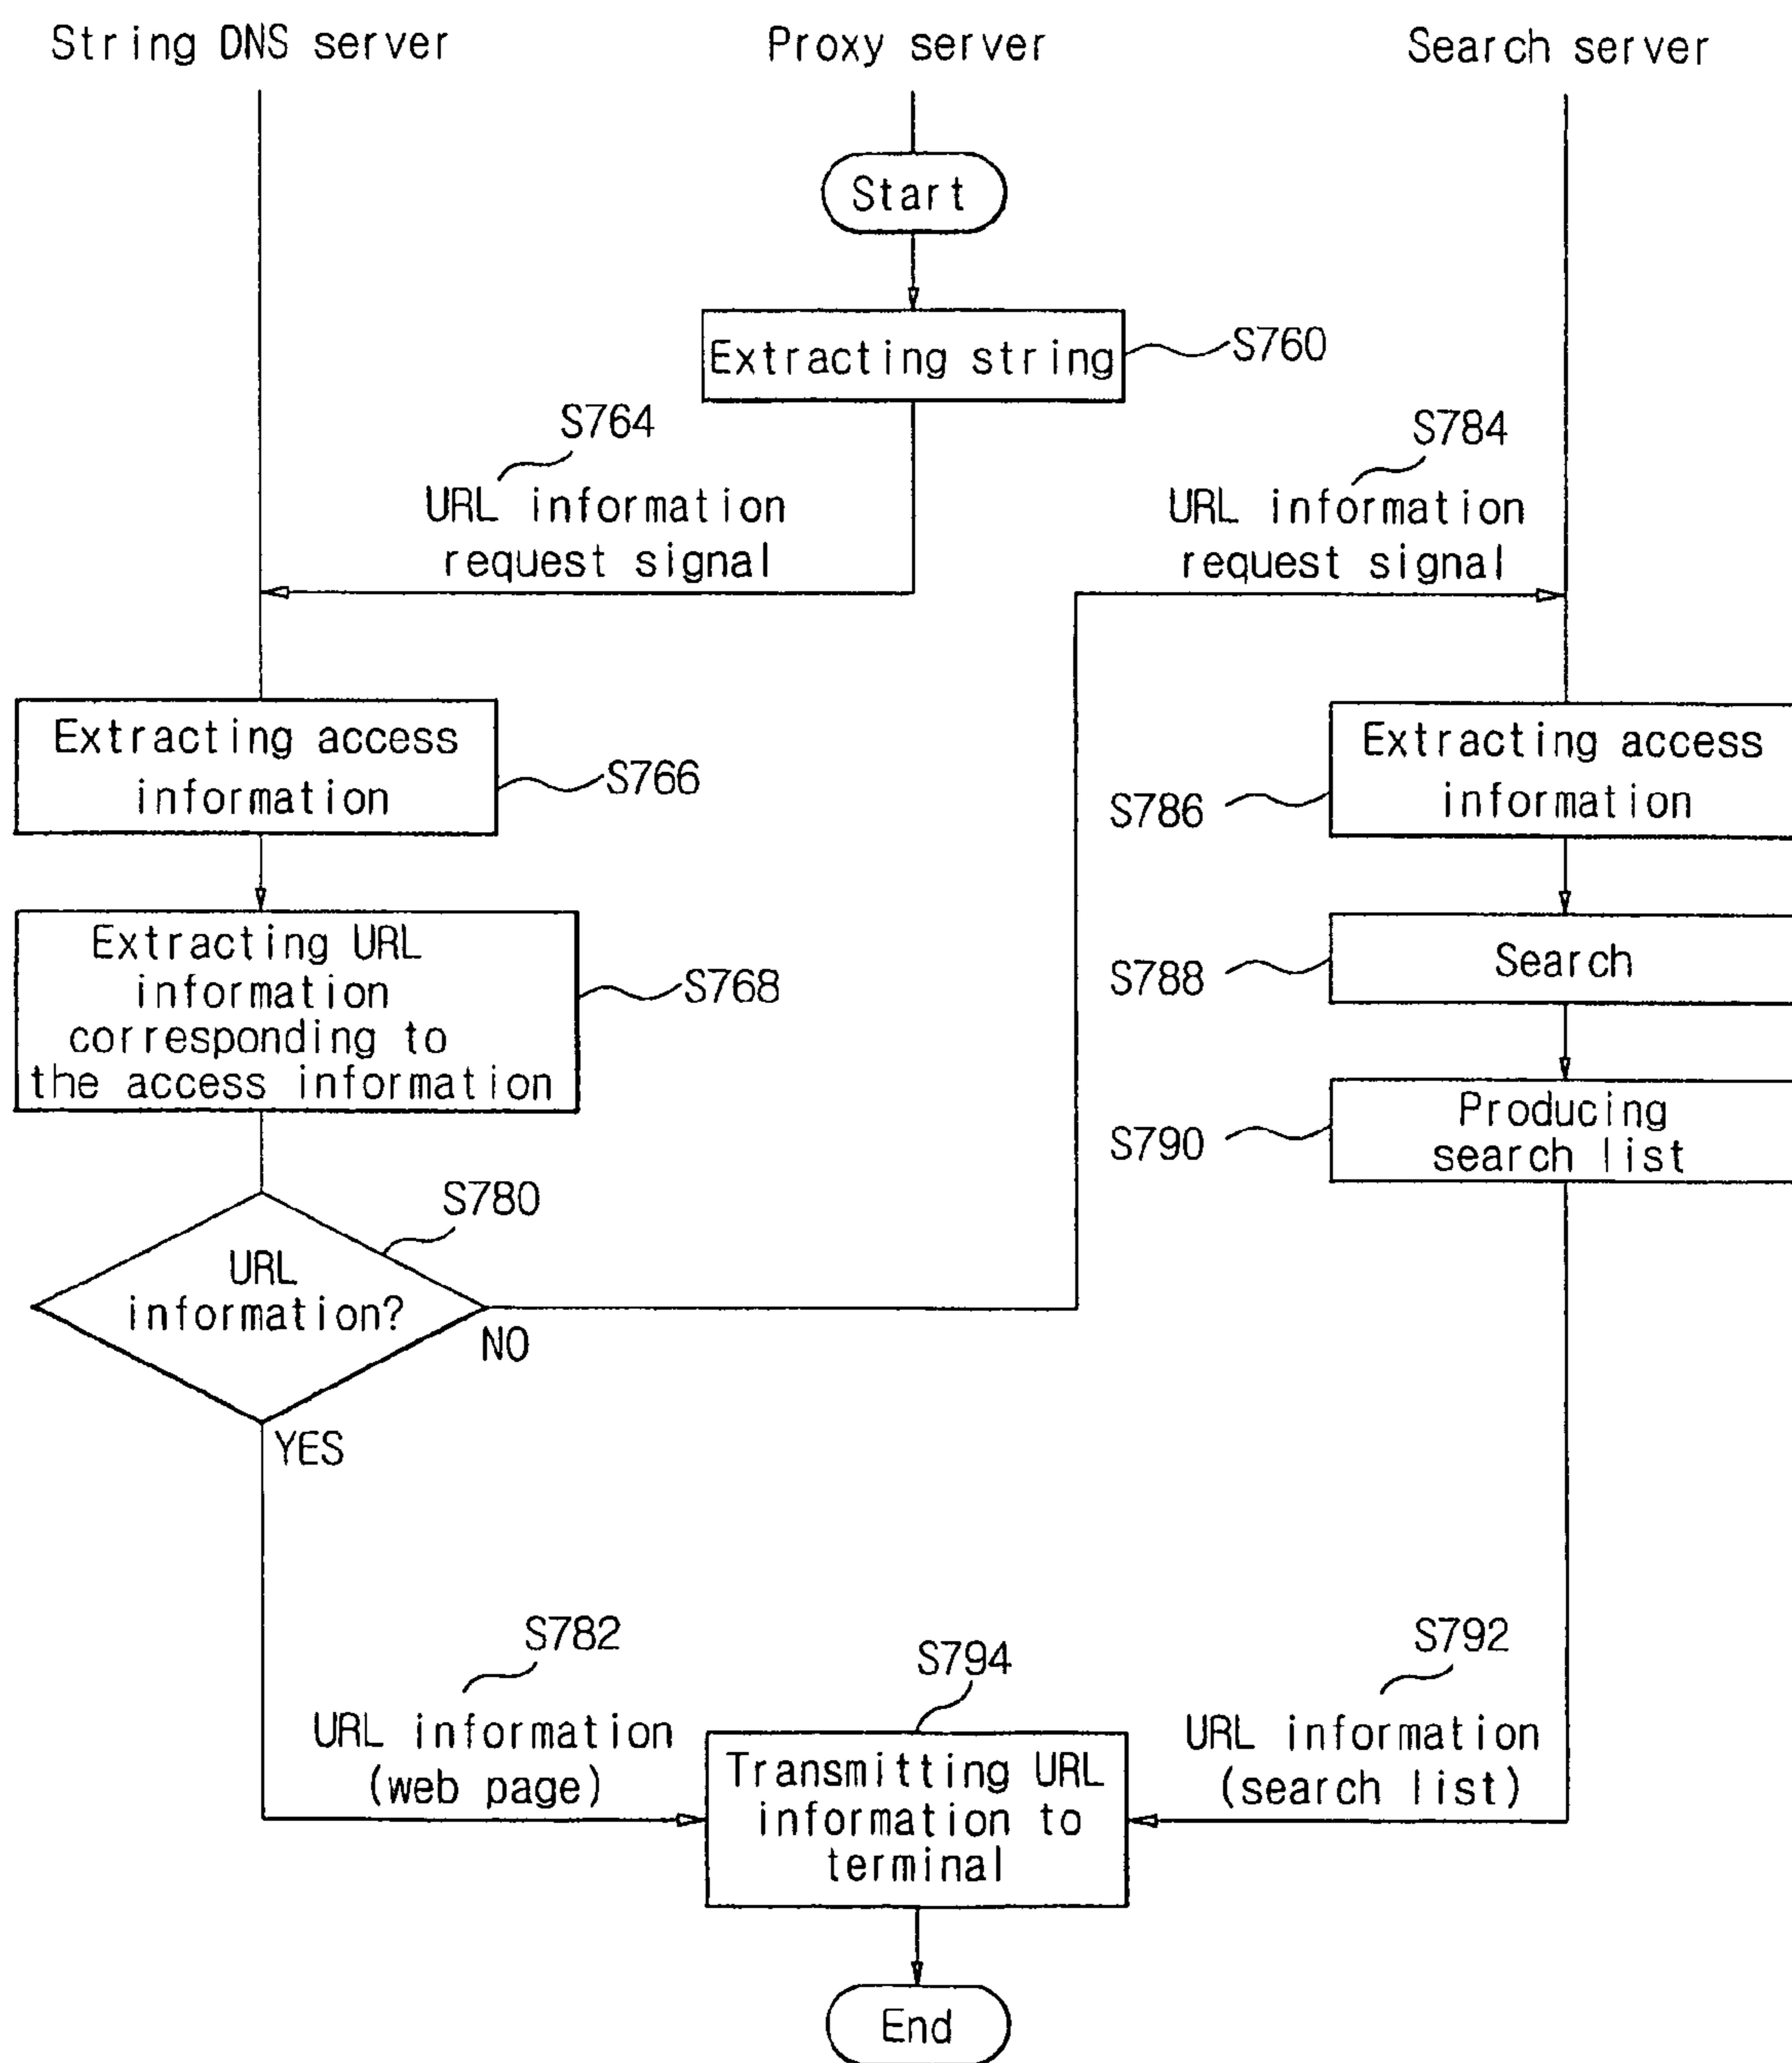 String DNS server
Proxy server
Search server
Start
Extracting string
S760
S764
URL information
request signal
S784
URL information
request signal
Extracting access
information
S766
Extracting URL
information
corresponding to
the access information
S768
URL
information?
S780
NO
YES
Extracting access
information
S786
Search
S788
Producing
search list
S790
S782
URL information
(web page)
S794
Transmitting URL
information to
terminal
S792
URL information
(search list)
End